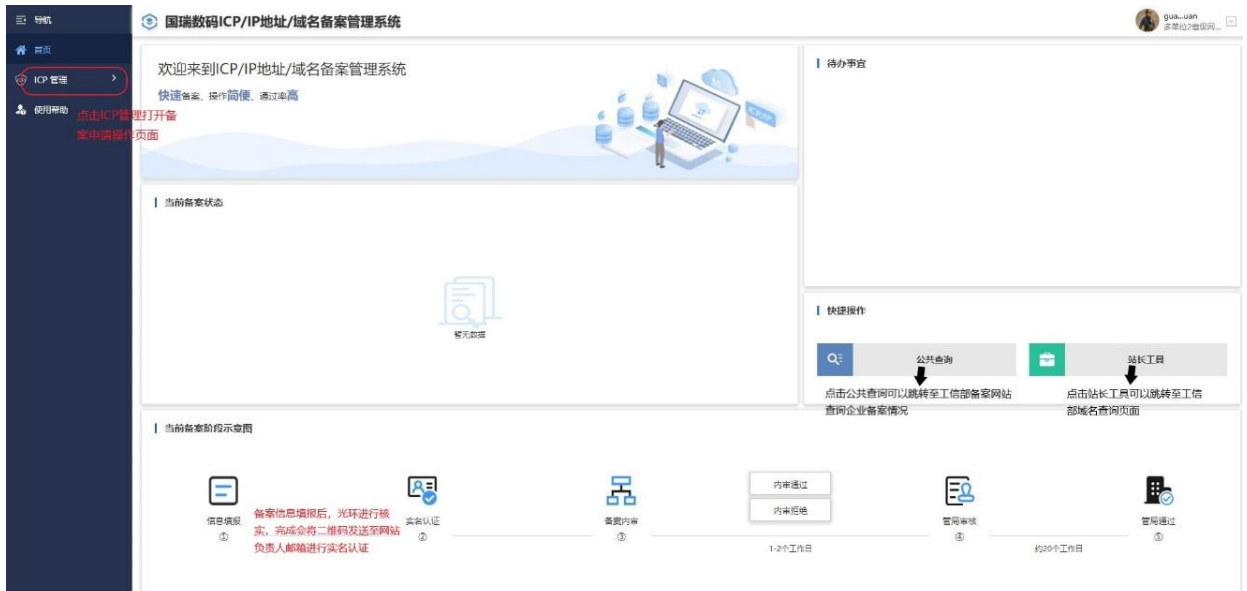 导航
国瑞数码ICP/IP地址/域名备案管理系统
gua...uan
多单位2省级网...
首页
ICP 管理
使用帮助
点击ICP管理打开备
案申请操作页面
欢迎来到ICP/IP地址/域名备案管理系统
快速备案、操作简便、通过率高
ICP/IP
待办事宜
当前备案状态
暂无数据
快捷操作
公共查询
站长工具
点击公共查询可以跳转至工信部备案网站
查询企业备案情况
点击站长工具可以跳转至工信
部域名查询页面
当前备案阶段示意图
信息填报
①
备案信息填报后，光环进行核
实，完成会将二维码发送至网站
负责人邮箱进行实名认证
实名认证
②
备案内审
③
内审通过
内审拒绝
1-2个工作日
管局审核
④
约20个工作日
管局通过
⑤